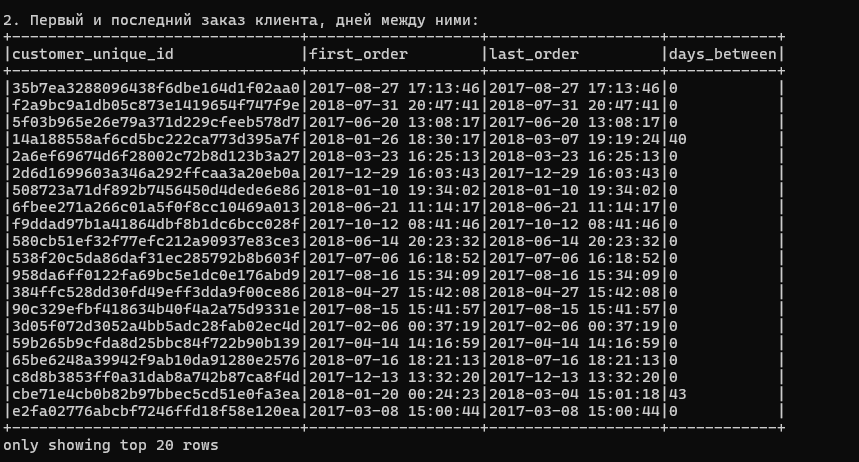 2. Первый и последний заказ клиента, дней между ними:
+--------------------------------+-------------------+-------------------+------------+
|customer_unique_id              |first_order        |last_order         |days_between|
+--------------------------------+-------------------+-------------------+------------+
|35b7ea3288096438f6dbe164d1f02aa0|2017-08-27 17:13:46|2017-08-27 17:13:46|0           |
|f2a9bc9a1db05c873e1419654f747f9e|2018-07-31 20:47:41|2018-07-31 20:47:41|0           |
|5f03b965e26e79a371d229cfeeb578d7|2017-06-20 13:08:17|2017-06-20 13:08:17|0           |
|14a188558af6cd5bc222ca773d395a7f|2018-01-26 18:30:17|2018-03-07 19:19:24|40          |
|2a6ef69674d6f28002c72b8d123b3a27|2018-03-23 16:25:13|2018-03-23 16:25:13|0           |
|2d6d1699603a346a292ffcaa3a20eb0a|2017-12-29 16:03:43|2017-12-29 16:03:43|0           |
|508723a71df892b7456450d4dede6e86|2018-01-10 19:34:02|2018-01-10 19:34:02|0           |
|6fbee271a266c01a5f0f8cc10469a013|2018-06-21 11:14:17|2018-06-21 11:14:17|0           |
|f9ddad97b1a41864dbf8b1dc6bcc028f|2017-10-12 08:41:46|2017-10-12 08:41:46|0           |
|580cb51ef32f77efc212a90937e83ce3|2018-06-14 20:23:32|2018-06-14 20:23:32|0           |
|538f20c5da86daf31ec285792b8b603f|2017-07-06 16:18:52|2017-07-06 16:18:52|0           |
|958da6ff0122fa69bc5e1dc0e176abd9|2017-08-16 15:34:09|2017-08-16 15:34:09|0           |
|384ffc528dd30fd49eff3dda9f00ce86|2018-04-27 15:42:08|2018-04-27 15:42:08|0           |
|90c329efbf418634b40f4a2a75d9331e|2017-08-15 15:41:57|2017-08-15 15:41:57|0           |
|3d05f072d3052a4bb5adc28fab02ec4d|2017-02-06 00:37:19|2017-02-06 00:37:19|0           |
|59b265b9cfda8d25bbc84f722b90b139|2017-04-14 14:16:59|2017-04-14 14:16:59|0           |
|65be6248a39942f9ab10da91280e2576|2018-07-16 18:21:13|2018-07-16 18:21:13|0           |
|c8d8b3853ff0a31dab8a742b87ca8f4d|2017-12-13 13:32:20|2017-12-13 13:32:20|0           |
|cbe71e4cb0b82b97bbec5cd51e0fa3ea|2018-01-20 00:24:23|2018-03-04 15:01:18|43          |
|e2fa02776abcbf7246ffd18f58e120ea|2017-03-08 15:00:44|2017-03-08 15:00:44|0           |
+--------------------------------+-------------------+-------------------+------------+
only showing top 20 rows